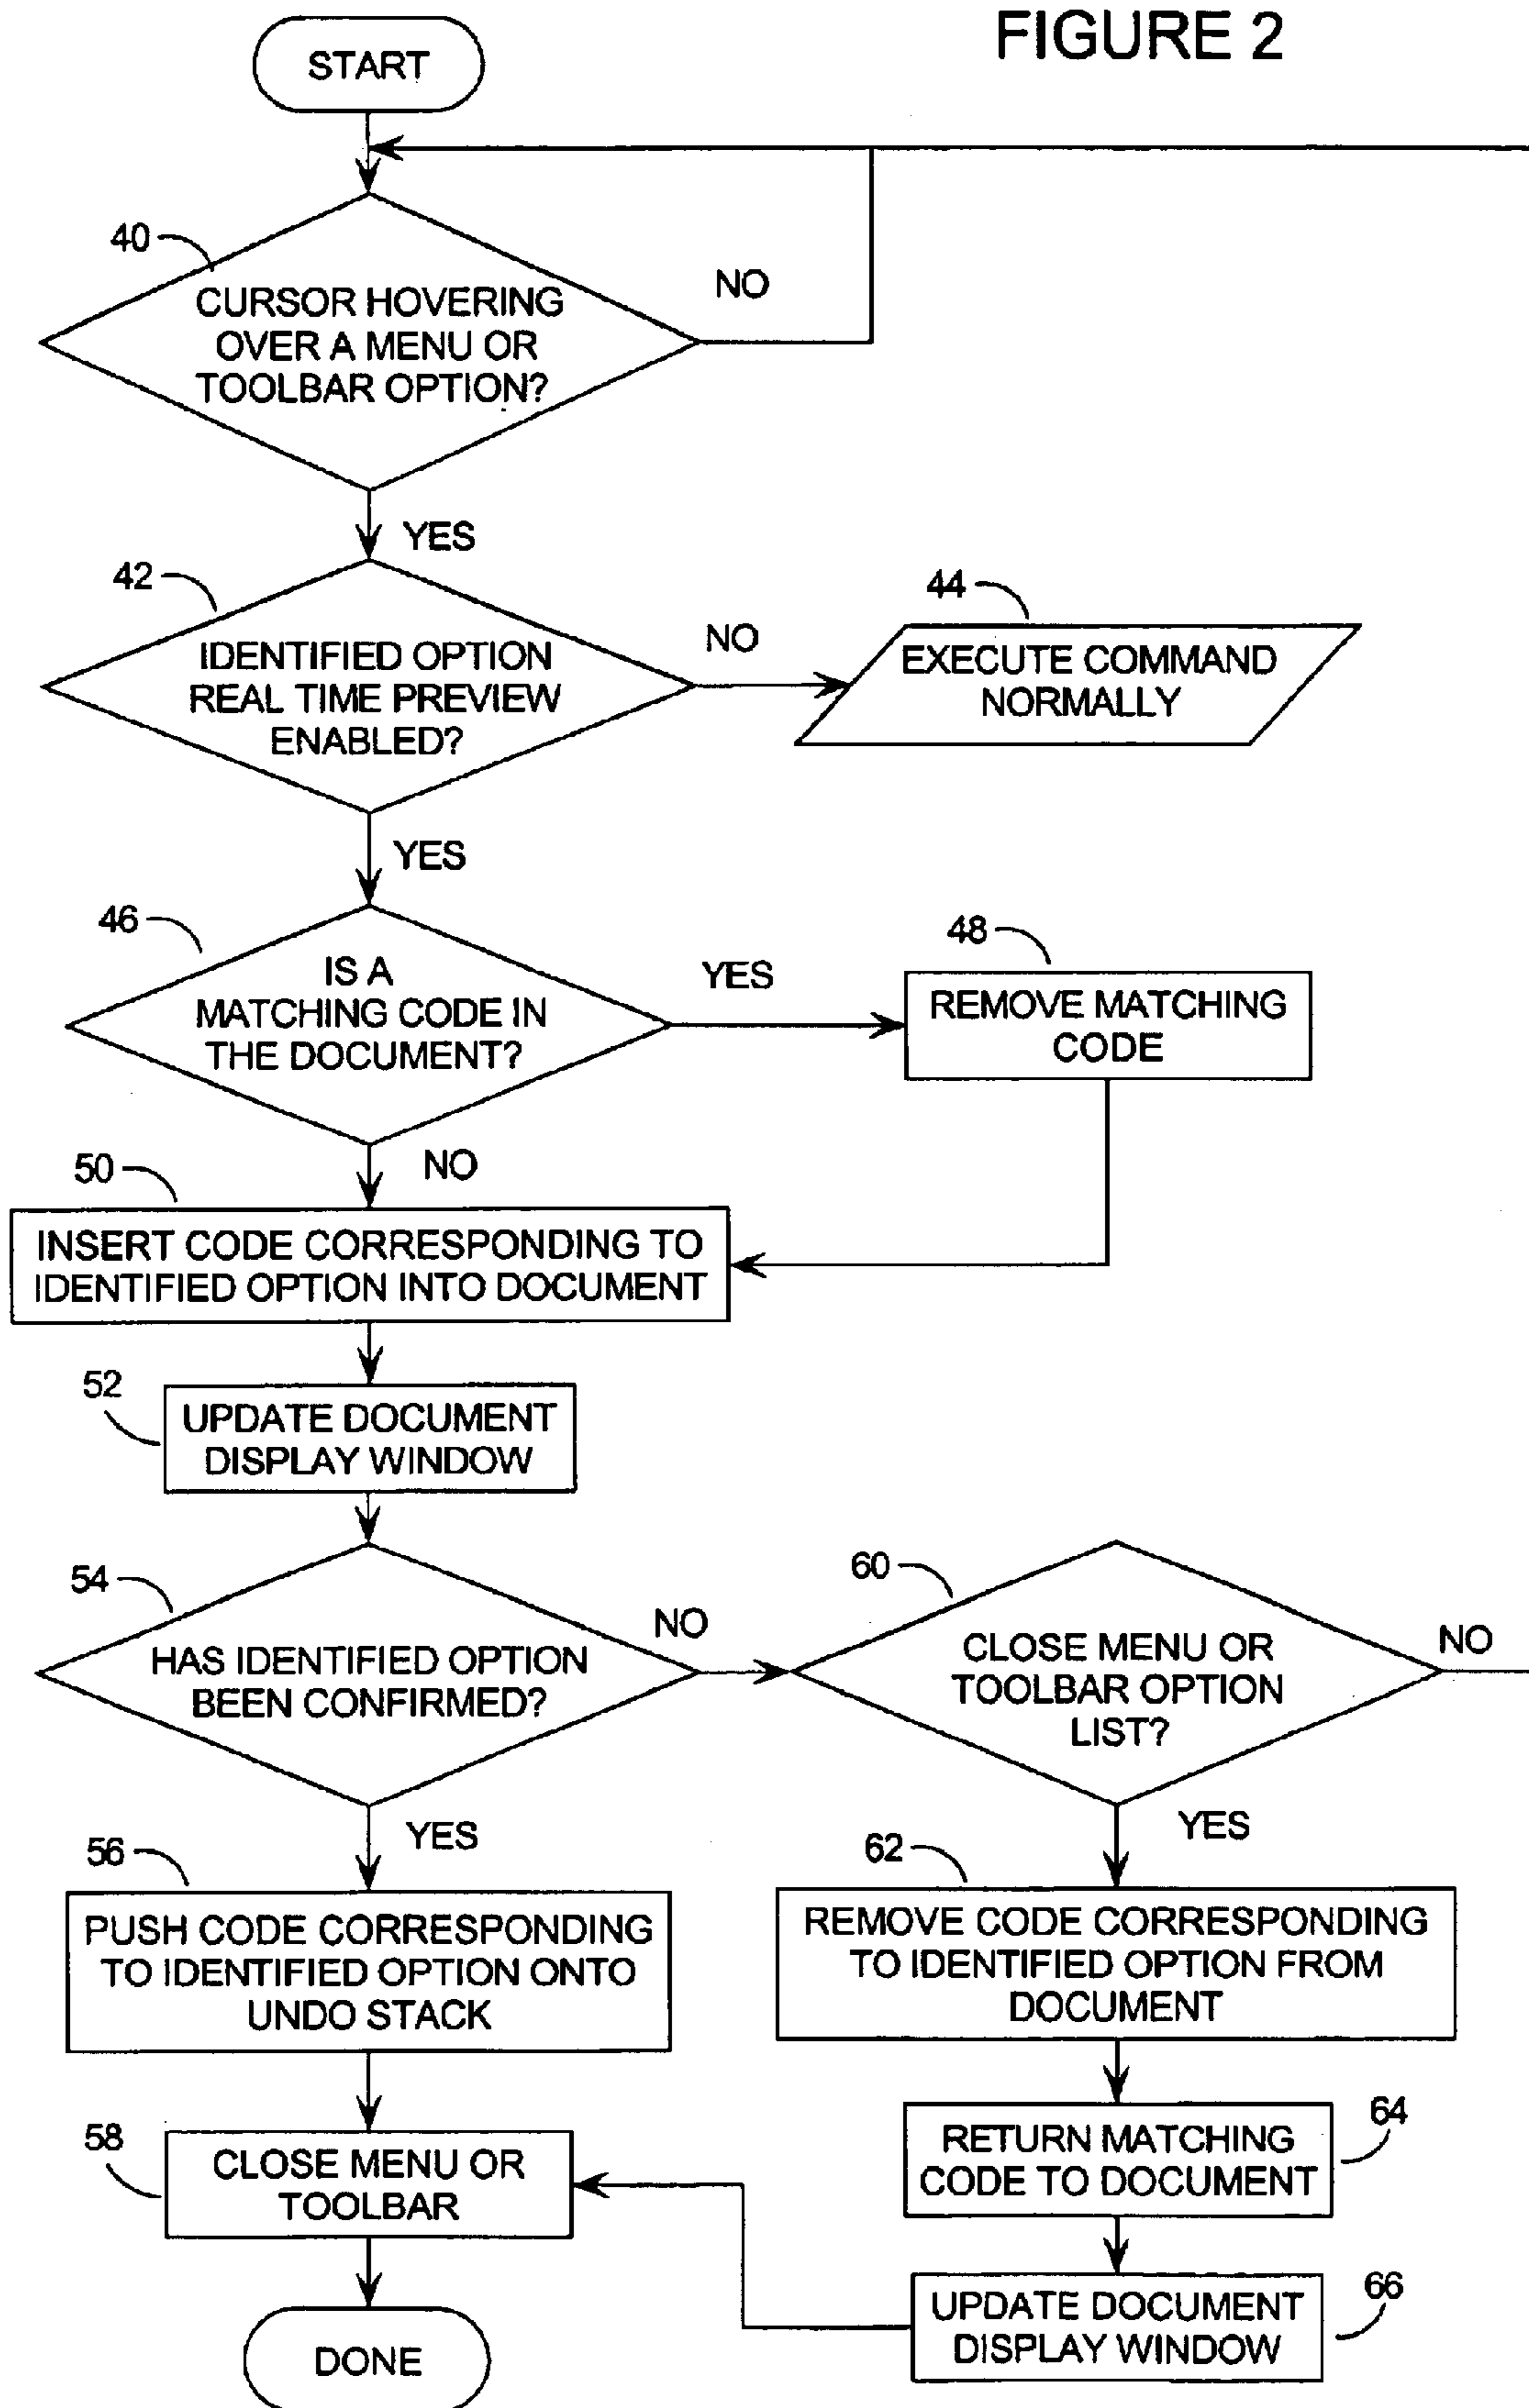 FIGURE 2
START
40
CURSOR HOVERING
OVER A MENU OR
TOOLBAR OPTION?
NO
YES
42
IDENTIFIED OPTION
REAL TIME PREVIEW
ENABLED?
NO
44
EXECUTE COMMAND
NORMALLY
YES
46
IS A
MATCHING CODE IN
THE DOCUMENT?
YES
48
REMOVE MATCHING
CODE
NO
50
INSERT CODE CORRESPONDING TO
IDENTIFIED OPTION INTO DOCUMENT
52
UPDATE DOCUMENT
DISPLAY WINDOW
54
HAS IDENTIFIED OPTION
BEEN CONFIRMED?
NO
60
CLOSE MENU OR
TOOLBAR OPTION
LIST?
NO
YES
56
PUSH CODE CORRESPONDING
TO IDENTIFIED OPTION ONTO
UNDO STACK
YES
62
REMOVE CODE CORRESPONDING
TO IDENTIFIED OPTION FROM
DOCUMENT
58
CLOSE MENU OR
TOOLBAR
64
RETURN MATCHING
CODE TO DOCUMENT
66
UPDATE DOCUMENT
DISPLAY WINDOW
DONE